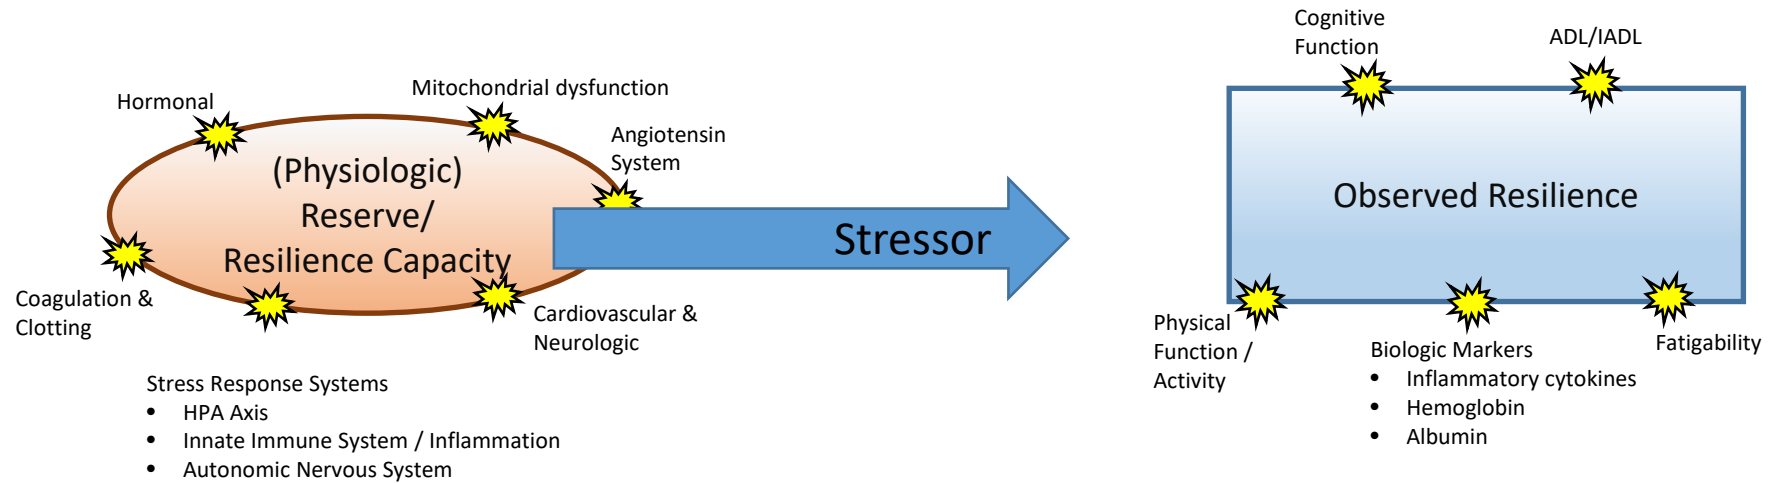 Hormonal
Mitochondrial dysfunction
Angiotensin
System
(Physiologic)
Reserve/
Resilience Capacity
Coagulation &
Clotting
Cardiovascular &
Neurologic
Stress Response Systems
• HPA Axis
• Innate Immune System / Inflammation
• Autonomic Nervous System
Stressor
Cognitive
Function
ADL/IADL
Observed Resilience
Physical
Function /
Activity
Biologic Markers
• Inflammatory cytokines
• Hemoglobin
• Albumin
Fatigability